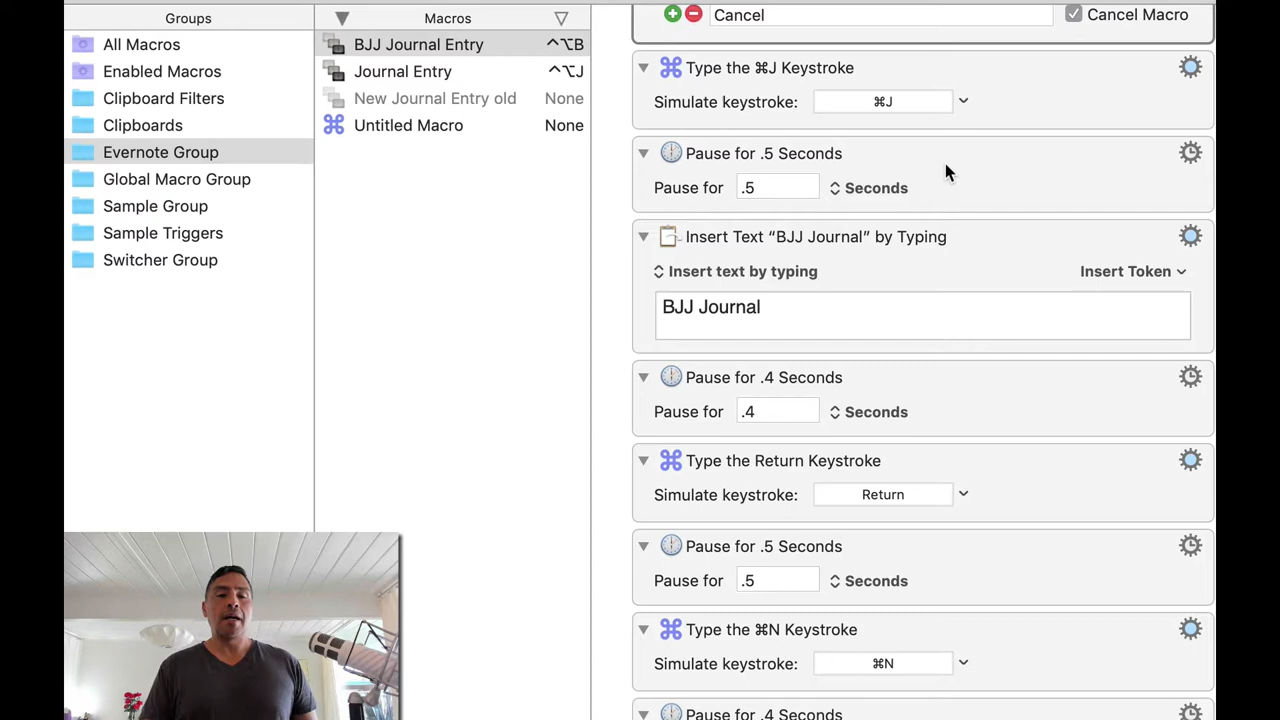 Groups
All Macros
Enabled Macros
Clipboard Filters
Clipboards
Evernote Group
Global Macro Group
Sample Group
Sample Triggers
Switcher Group
Macros
BJJ Journal Entry ^⌥B
Journal Entry ^⌥J
New Journal Entry old None
Untitled Macro None
Cancel Cancel Macro
Type the ⌘J Keystroke
Simulate keystroke: ⌘J
Pause for .5 Seconds
Pause for .5 Seconds
Insert Text “BJJ Journal” by Typing
Insert text by typing Insert Token
BJJ Journal
Pause for .4 Seconds
Pause for .4 Seconds
Type the Return Keystroke
Simulate keystroke: Return
Pause for .5 Seconds
Pause for .5 Seconds
Type the ⌘N Keystroke
Simulate keystroke: ⌘N
Pause for .4 Seconds